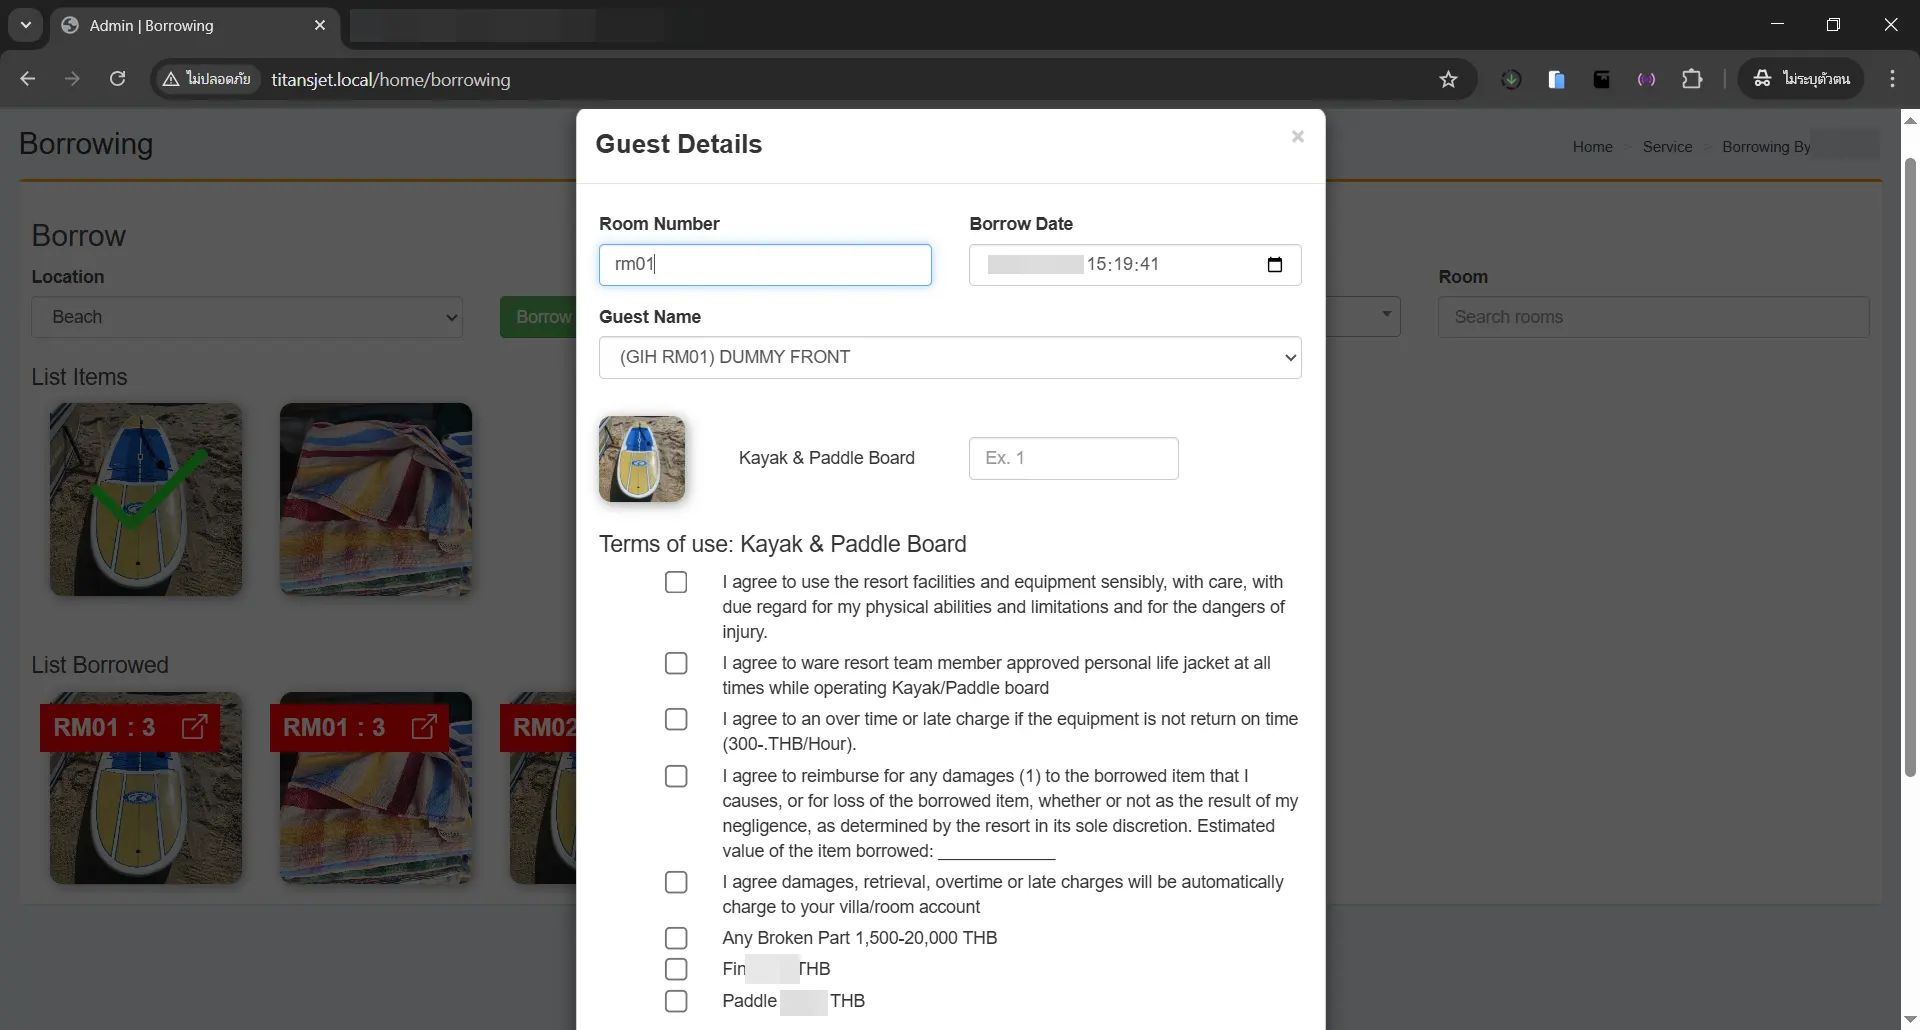 Admin | Borrowing
ไม่ปลอดภัย
titansjet.local/home/borrowing
ไม่ระบุตัวตน
Borrowing
Home
Service
Borrowing By
Borrow
Location
Beach
Borrow
Room
Search rooms
List Items
List Borrowed
RM01 : 3
RM01 : 3
RM02
Guest Details
×
Room Number
Borrow Date
rm01
15:19:41
Guest Name
(GIH RM01) DUMMY FRONT
Kayak & Paddle Board
Ex. 1
Terms of use: Kayak & Paddle Board
I agree to use the resort facilities and equipment sensibly, with care, with
due regard for my physical abilities and limitations and for the dangers of
injury.
I agree to ware resort team member approved personal life jacket at all
times while operating Kayak/Paddle board
I agree to an over time or late charge if the equipment is not return on time
(300-.THB/Hour).
I agree to reimburse for any damages (1) to the borrowed item that I
causes, or for loss of the borrowed item, whether or not as the result of my
negligence, as determined by the resort in its sole discretion. Estimated
value of the item borrowed: ____________
I agree damages, retrieval, overtime or late charges will be automatically
charge to your villa/room account
Any Broken Part 1,500-20,000 THB
Fin THB
Paddle THB